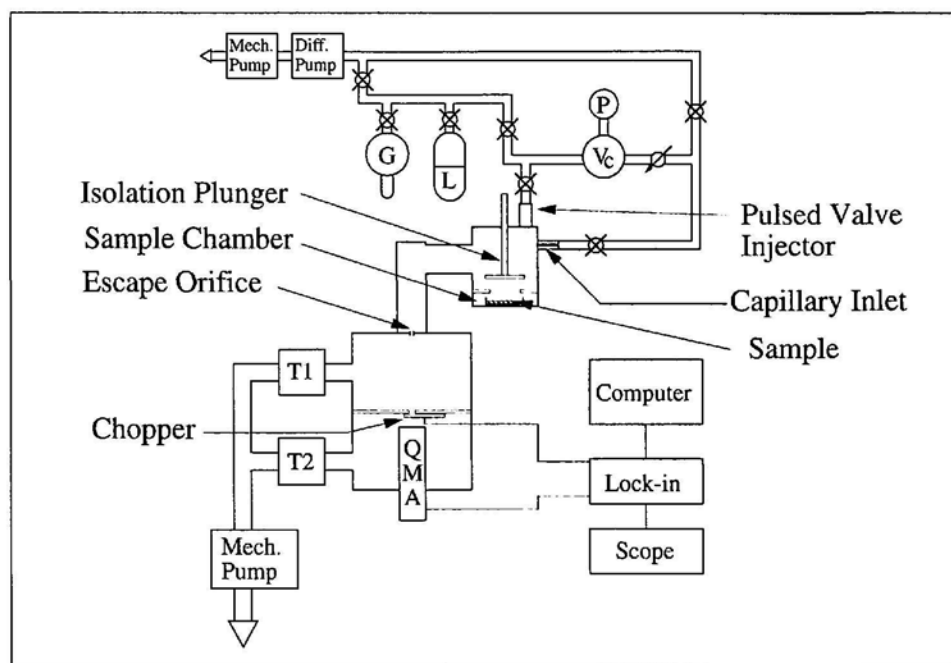 Mech.
Pump
Diff.
Pump
P
G
L
Vc
Isolation Plunger
Sample Chamber
Escape Orifice
Pulsed Valve
Injector
Capillary Inlet
Sample
T1
Computer
Chopper
T2
Q
M
A
Lock-in
Mech.
Pump
Scope